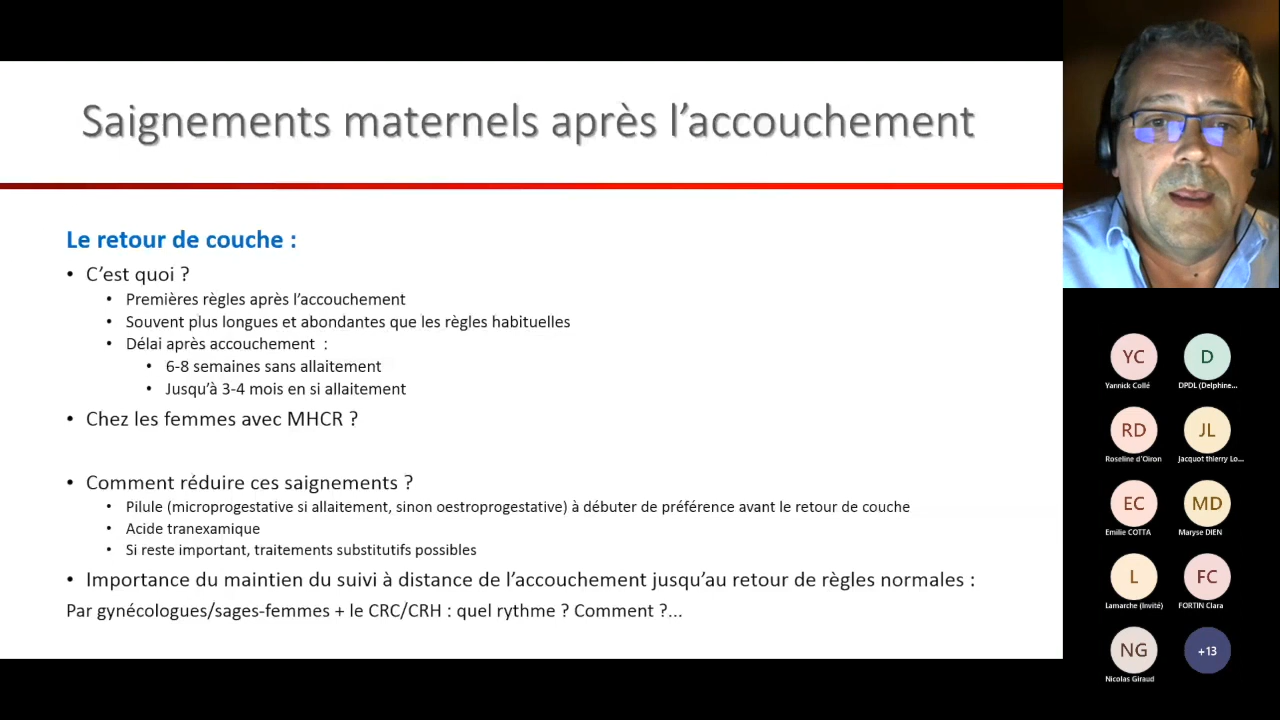 Saignements maternels après l’accouchement
Le retour de couche :
• C’est quoi ?
• Premières règles après l’accouchement
• Souvent plus longues et abondantes que les règles habituelles
• Délai après accouchement  :
• 6-8 semaines sans allaitement
• Jusqu’à 3-4 mois en si allaitement
• Chez les femmes avec MHCR ?
• Comment réduire ces saignements ?
• Pilule (microprogestative si allaitement, sinon oestroprogestative) à débuter de préférence avant le retour de couche
• Acide tranexamique
• Si reste important, traitements substitutifs possibles
• Importance du maintien du suivi à distance de l’accouchement jusqu’au retour de règles normales :
Par gynécologues/sages-femmes + le CRC/CRH : quel rythme ? Comment ?...
YC
D
Yannick Collé
DPDL (Delphine...
RD
JL
Roseline d'Oiron
Jacquot thierry Lo...
EC
MD
Emilie COTTA
Maryse DIEN
L
FC
Lamarche (Invité)
FORTIN Clara
NG
+13
Nicolas Giraud